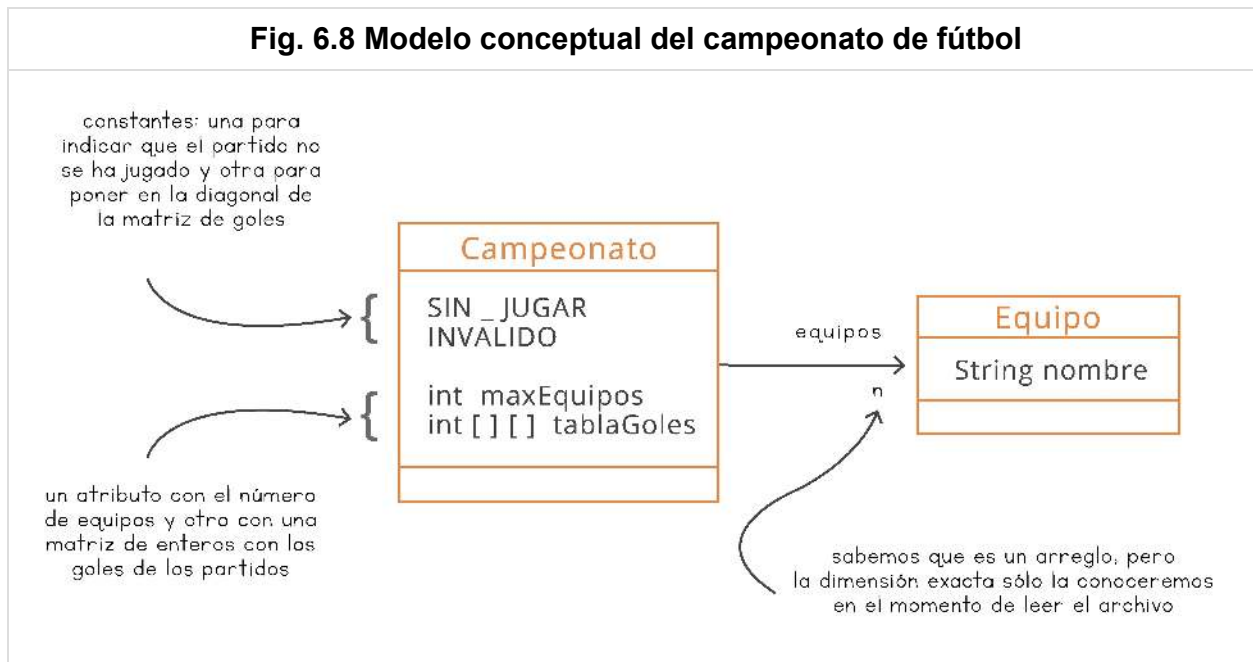 Fig. 6.8 Modelo conceptual del campeonato de fútbol
constantes: una para
indicar que el partido no
se ha jugado y otra para
poner en la diagonal de
la matriz de goles
Campeonato
SIN _ JUGAR
INVALIDO
int maxEquipos
int [ ] [ ] tablaGoles
equipos
n
Equipo
String nombre
un atributo con el número
de equipos y otro con una
matriz de enteros con los
goles de los partidos
sabemos que es un arreglo, pero
la dimensión exacta sólo la conoceremos
en el momento de leer el archivo